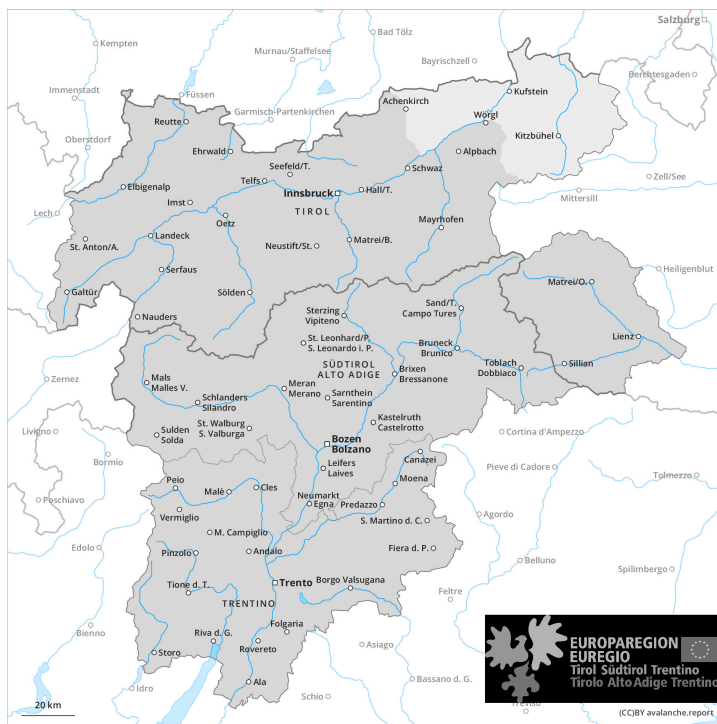 Salzburg
Kempten
Bad Tölz
Murnau/Staffelsee
Bayrischzell
Berchtesgaden
Immenstadt
Füssen
Garmisch-Partenkirchen
Achenkirch
Kufstein
Wörgl
Reutte
Oberstdorf
Ehrwald
Kitzbühel
Alpbach
Seefeld/T.
Schwaz
Telfs
Zell/See
Elbigenalp
Innsbruck
Hall/T.
Mittersill
Imst
TIROL
Lech
Oetz
Mayrhofen
St. Anton/A.
Landeck
Neustift/St.
Matrei/B.
Serfaus
Heiligenblut
Galtür
Sölden
Matrei/O.
Nauders
Sterzing
Vipiteno
Sand/T.
Campo Tures
Lienz
St. Leonhard/P.
S. Leonardo i. P.
Bruneck
Brunico
Sillian
Toblach
Dobbiaco
SÜDTIROL
ALTO ADIGE
Brixen
Bressanone
Zernez
Mals
Malles V.
Meran
Merano
Schlanders
Silandro
Sarnthein
Sarentino
Kastelruth
Castelrotto
Livigno
Sulden
Solda
St. Walburg
S. Valburga
Bozen
Bolzano
Cortina d'Ampezzo
Bormio
Leifers
Laives
Canazei
Pieve di Cadore
Tolmezzo
Poschiavo
Peio
Malè
Cles
Neumarkt
Egna
Moena
Predazzo
Vermiglio
Agordo
S. Martino d. C.
M. Campiglio
Edolo
Pinzolo
Andalo
Fiera d. P.
Belluno
Spilimbergo
Tione d. T.
Trento
Borgo Valsugana
Feltre
TRENTINO
Bienno
Riva d. G.
Folgaria
Rovereto
Asiago
Storo
Bassano d. G.
Idro
Ala
Schio
Treviso
20 km
EUROPAREGION
EUREGIO
Tirol Südtirol Trentino
Tirolo Alto Adige Trentino
(CC)BY avalanche.report